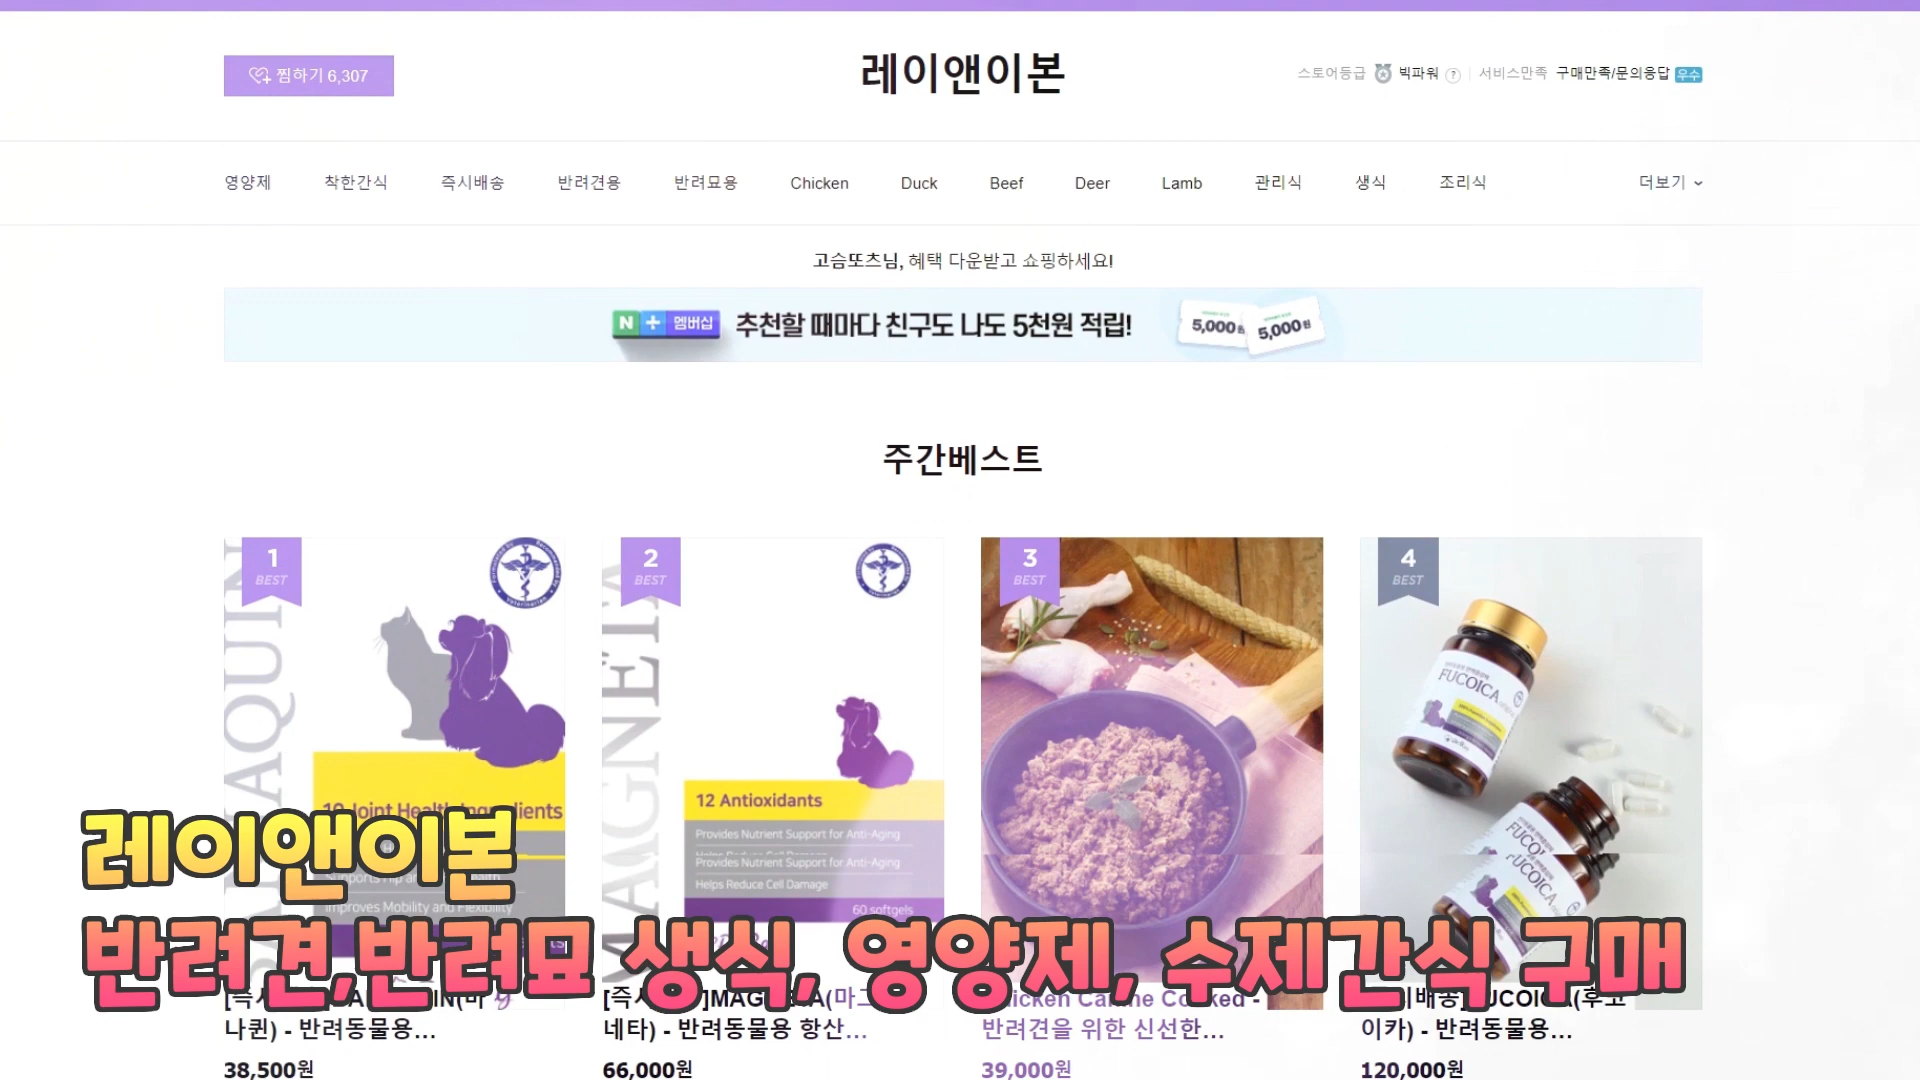 찜하기 6,307
레이앤이본
스토어등급 빅파워 ? 서비스만족 구매만족/문의응답 우수
영양제 착한간식 즉시배송 반려견용 반려묘용 Chicken Duck Beef Deer Lamb 관리식 생식 조리식 더보기
고슴또츠님, 혜택 다운받고 쇼핑하세요!
N + 멤버십 추천할 때마다 친구도 나도 5천원 적립! 5,000원 5,000원
주간베스트
1 BEST
2 BEST
MAGNETA
12 Antioxidants
Provides Nutrient Support for Anti-Aging
Provides Nutrient Support for Anti-Aging
Helps Reduce Cell Damage
60 softgels
3 BEST
4 BEST
FUCOICA
FUCOICA
레이앤이본
반려견,반려묘 생식, 영양제, 수제간식 구매
나퀸) - 반려동물용...
38,500원
네타) - 반려동물용 항산...
66,000원
반려견을 위한 신선한...
39,000원
이카) - 반려동물용...
120,000원